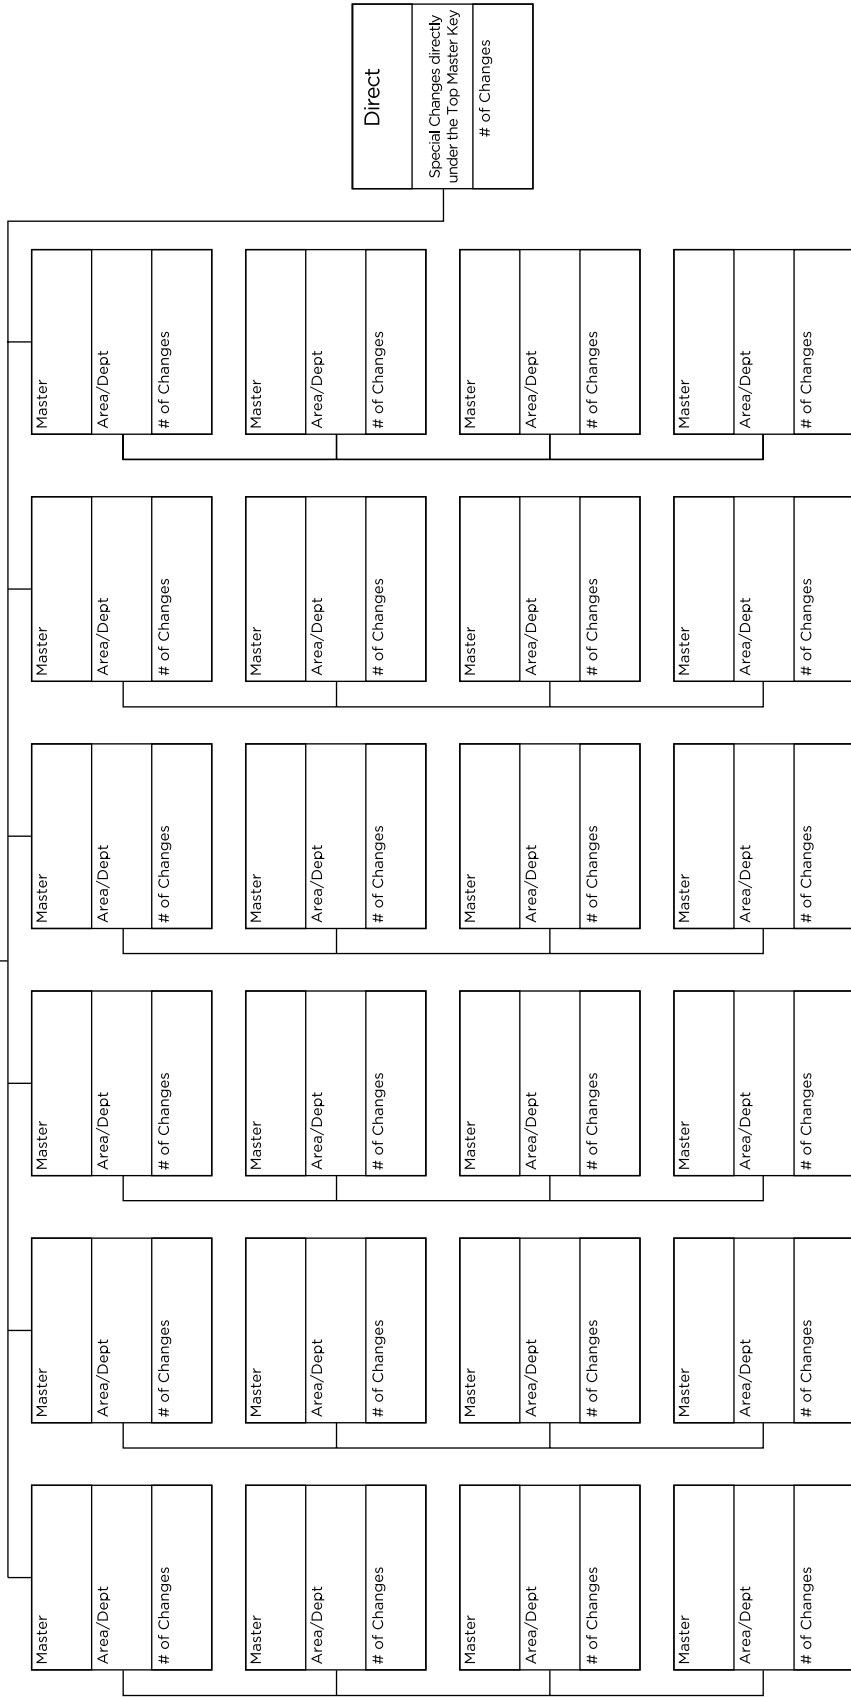 Master
Area/Dept
# of Changes
Master
Area/Dept
# of Changes
Master
Area/Dept
# of Changes
Master
Area/Dept
# of Changes
Master
Area/Dept
# of Changes
Master
Area/Dept
# of Changes
Master
Area/Dept
# of Changes
Master
Area/Dept
# of Changes
Master
Area/Dept
# of Changes
Master
Area/Dept
# of Changes
Master
Area/Dept
# of Changes
Master
Area/Dept
# of Changes
Master
Area/Dept
# of Changes
Master
Area/Dept
# of Changes
Master
Area/Dept
# of Changes
Master
Area/Dept
# of Changes
Master
Area/Dept
# of Changes
Master
Area/Dept
# of Changes
Master
Area/Dept
# of Changes
Master
Area/Dept
# of Changes
Master
Area/Dept
# of Changes
Master
Area/Dept
# of Changes
Master
Area/Dept
# of Changes
Master
Area/Dept
# of Changes
Direct
Special Changes directly
under the Top Master Key
# of Changes